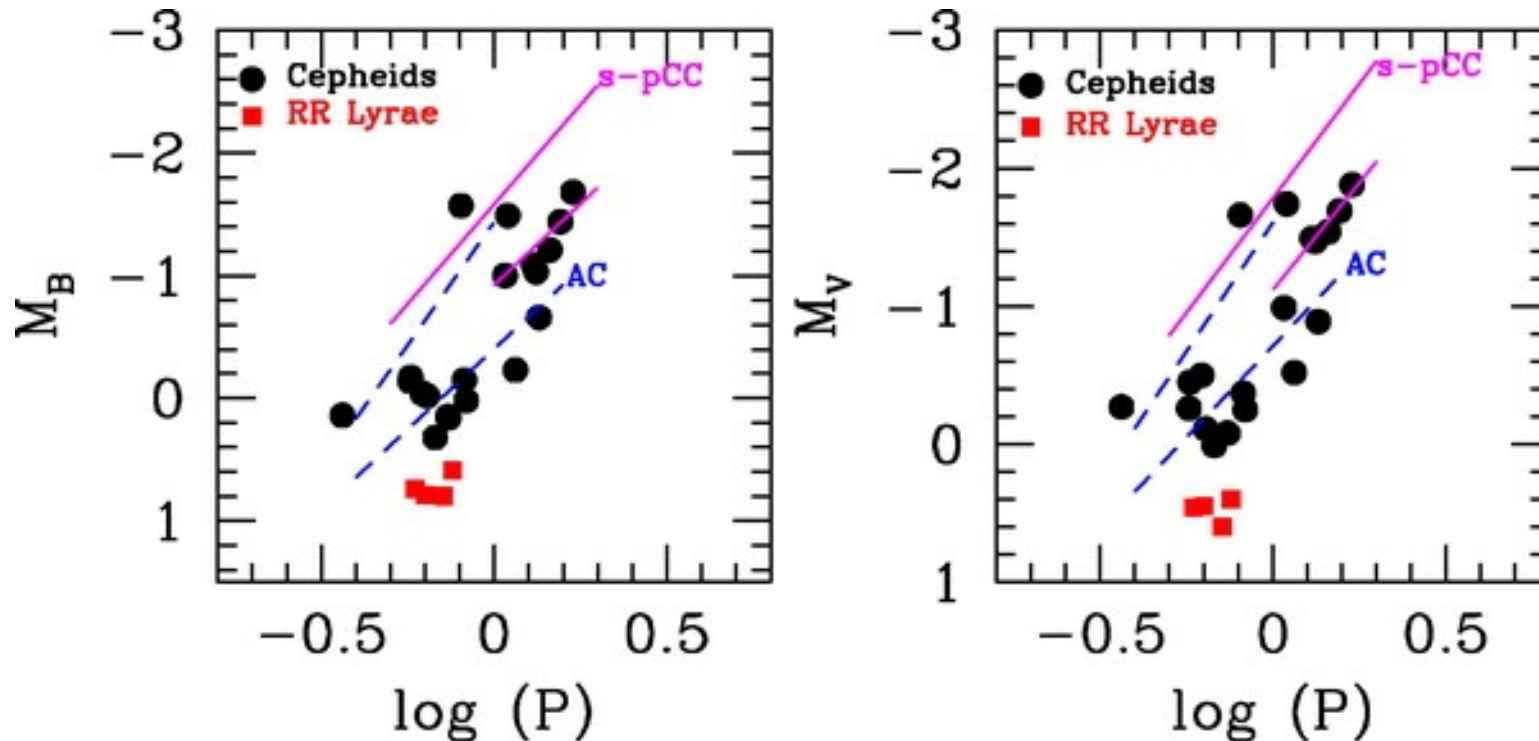 -3
-2
-1
0
1
M_B
Cepheids
RR Lyrae
s-pCC
AC
-0.5 0 0.5
log (P)
-3
-2
-1
0
1
M_V
Cepheids
RR Lyrae
s-pCC
AC
-0.5 0 0.5
log (P)